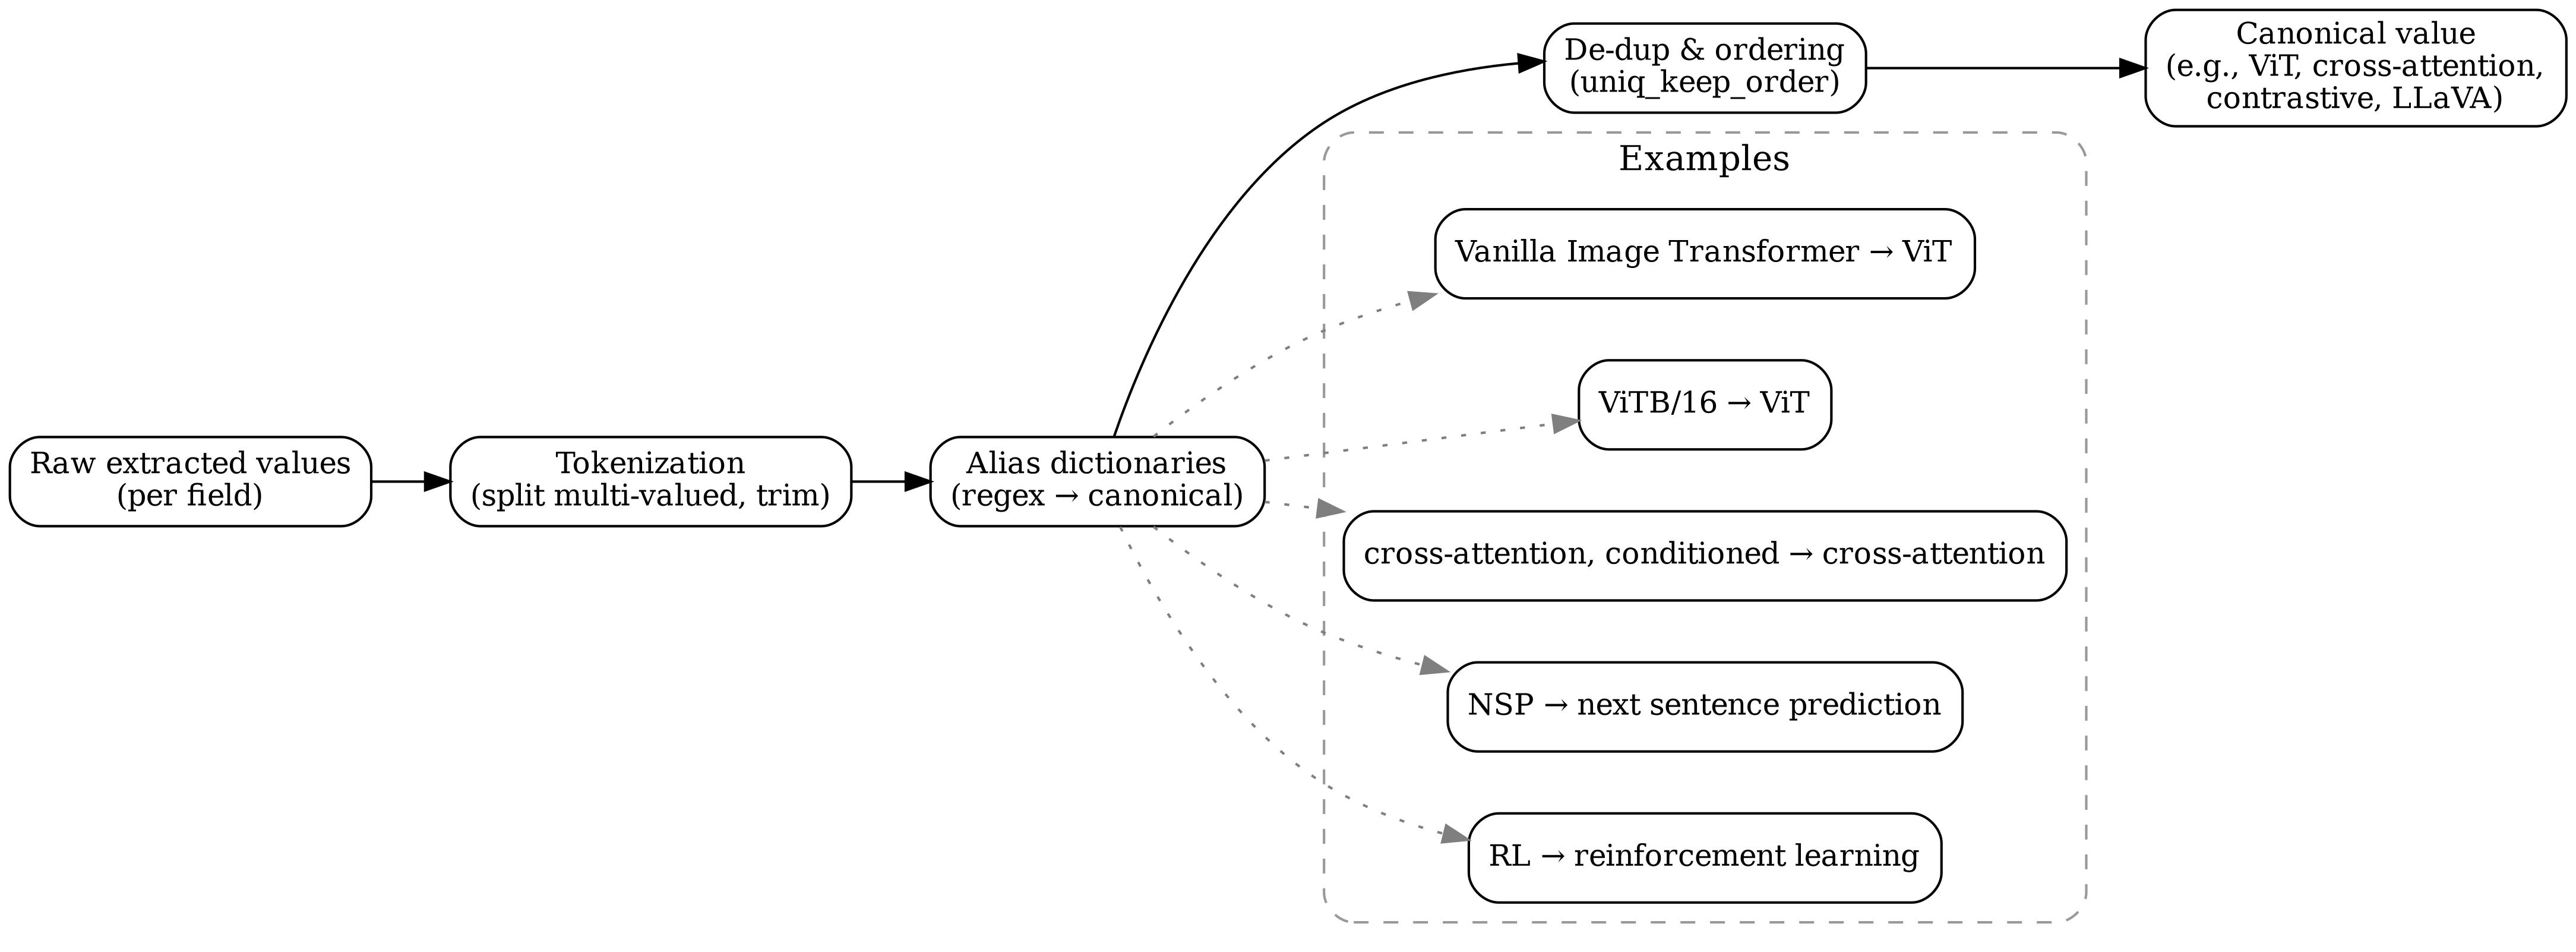 Raw extracted values
(per field)
Tokenization
(split multi-valued, trim)
Alias dictionaries
(regex → canonical)
De-dup & ordering
(uniq_keep_order)
Canonical value
(e.g., ViT, cross-attention,
contrastive, LLaVA)
Examples
Vanilla Image Transformer → ViT
ViTB/16 → ViT
cross-attention, conditioned → cross-attention
NSP → next sentence prediction
RL → reinforcement learning